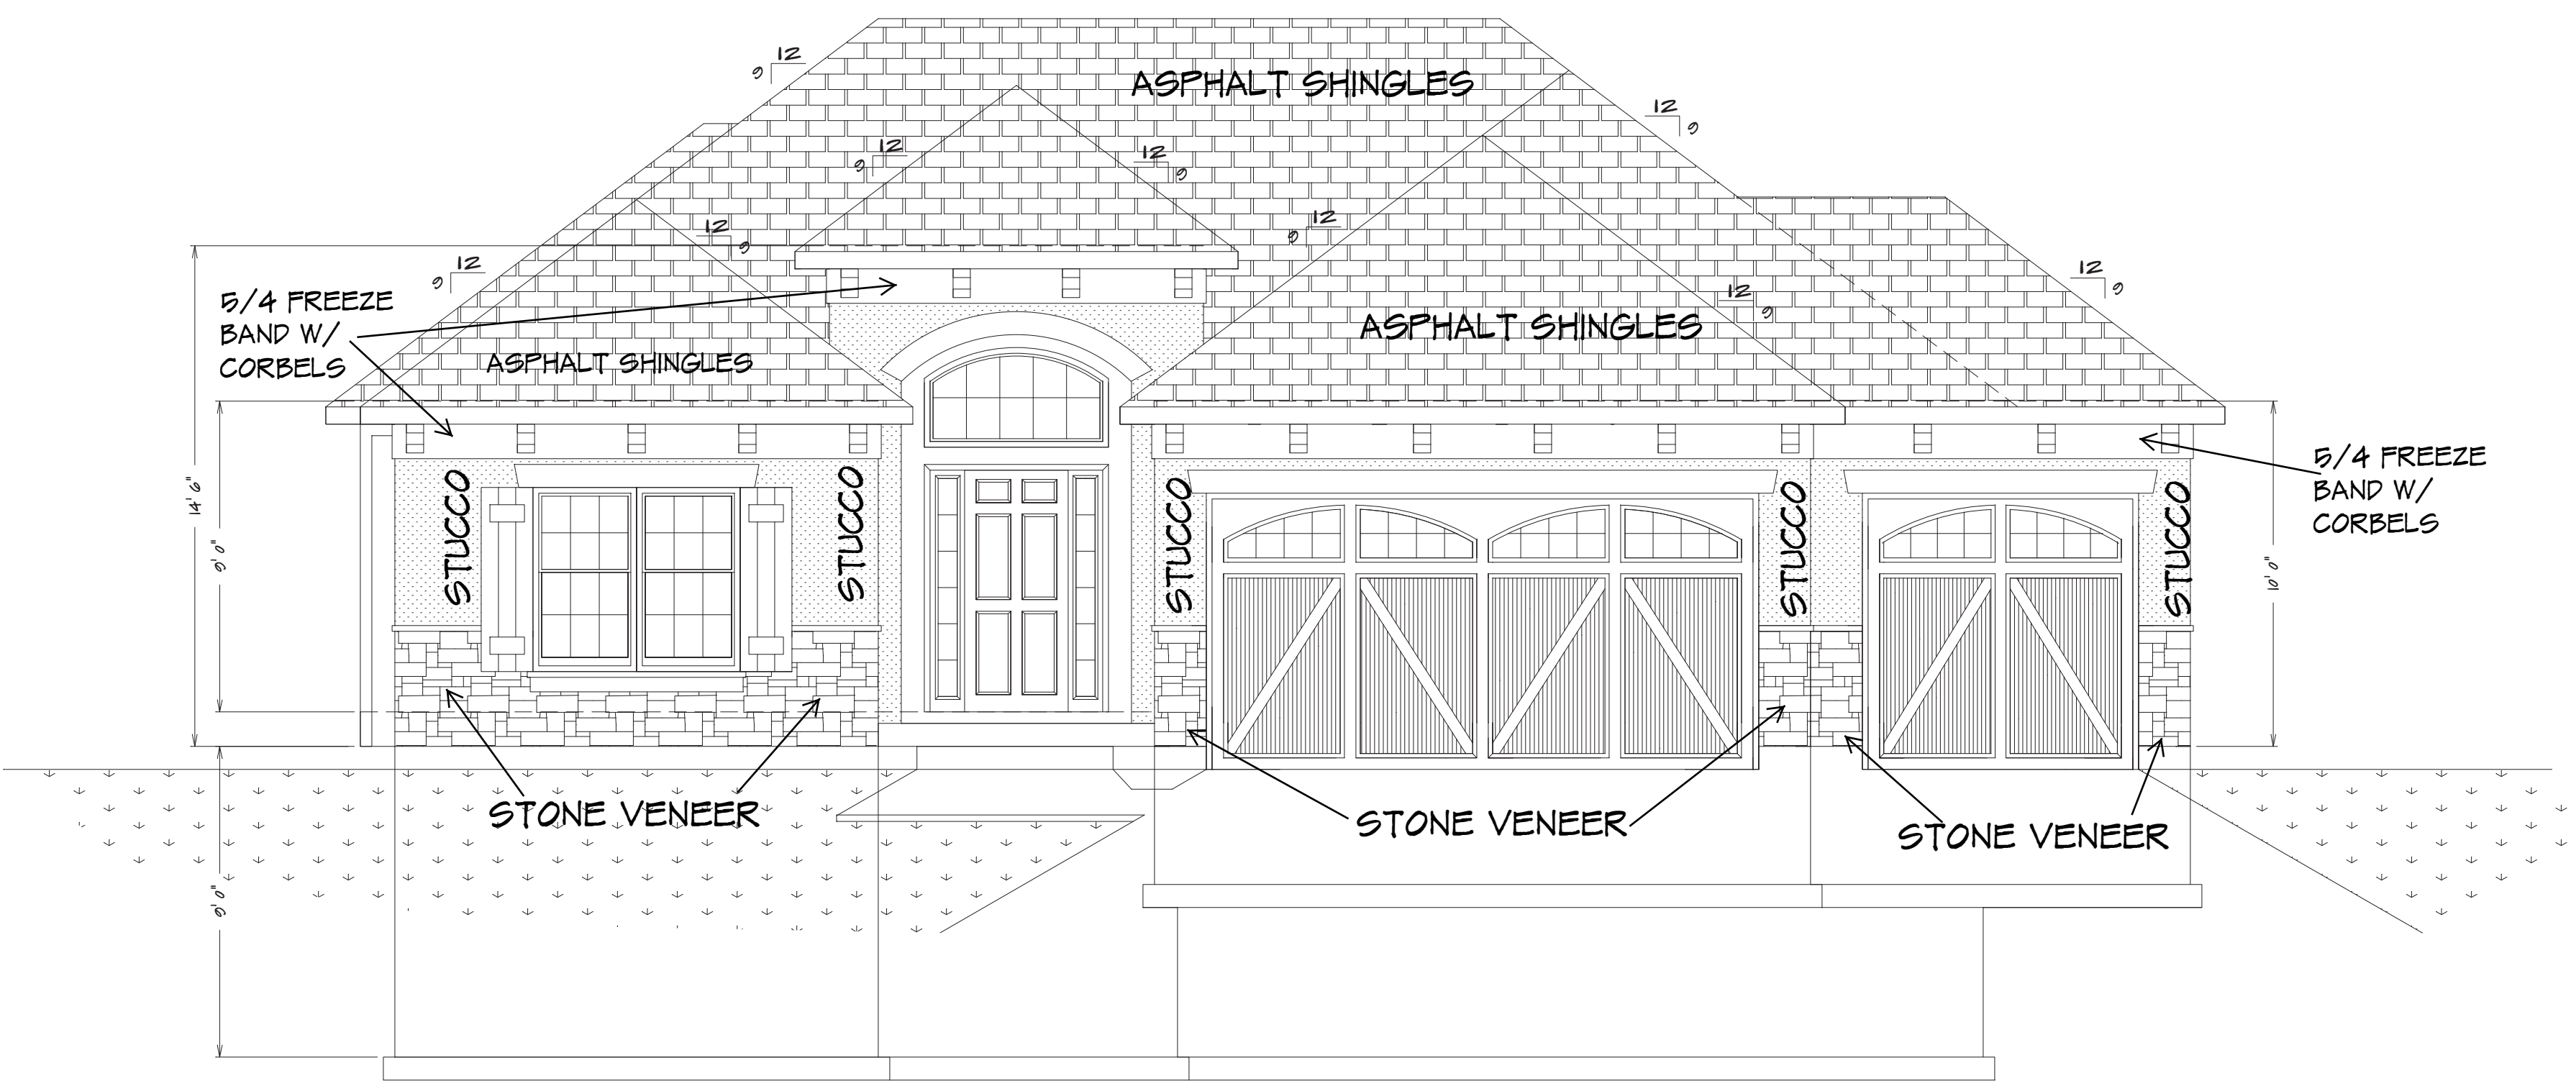 12
9
ASPHALT SHINGLES
12
9
12
9
12
9
12
9
12
9
12
9
12
9
12
9
5/4 FREEZE
BAND W/
CORBELS
ASPHALT SHINGLES
ASPHALT SHINGLES
5/4 FREEZE
BAND W/
CORBELS
14' 6"
9' 0"
STUCCO
STUCCO
STUCCO
STUCCO
STUCCO
10' 0"
STONE VENEER
STONE VENEER
STONE VENEER
9' 0"